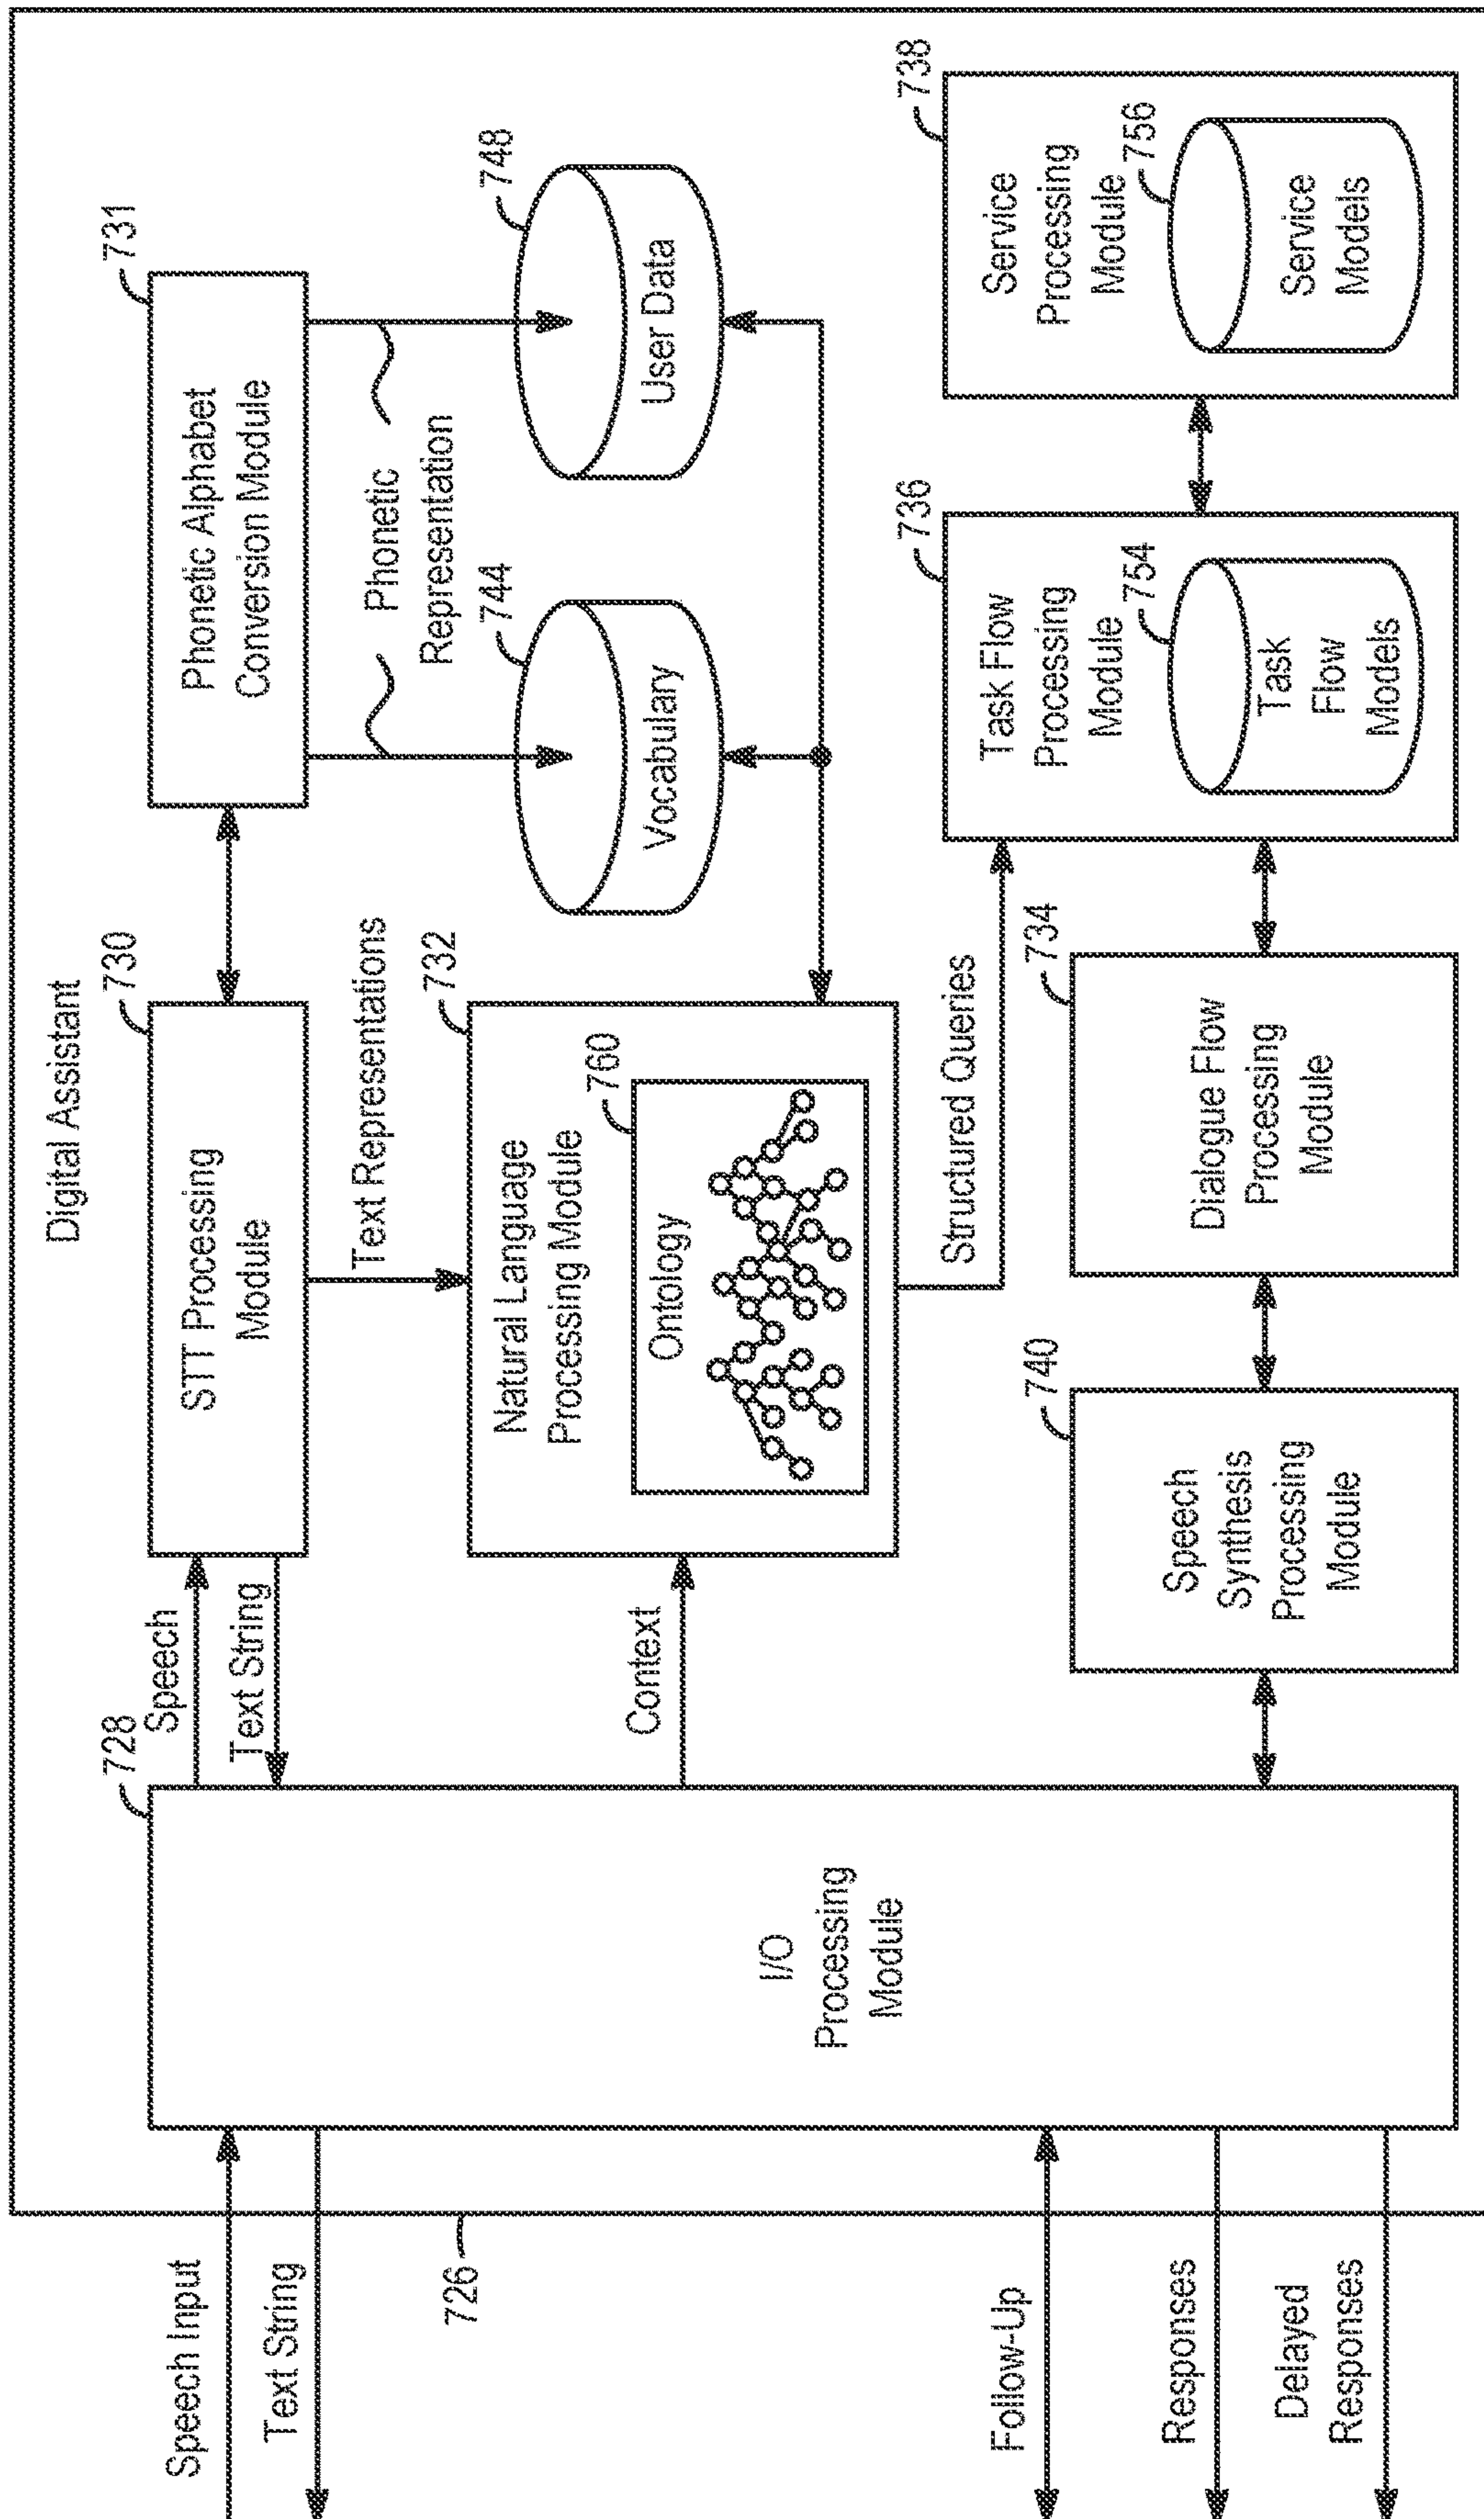 Digital Assistant
Speech Input
Text String
726
728
I/O
Processing
Module
Speech
Text String
730
STT Processing
Module
731
Phonetic Alphabet
Conversion Module
Text Representations
Phonetic
Representation
732
Natural Language
Processing Module
760
Ontology
Context
744
Vocabulary
748
User Data
Structured Queries
Follow-Up
Responses
Delayed
Responses
740
Speech
Synthesis
Processing
Module
734
Dialogue Flow
Processing
Module
736
Task Flow
Processing
Module
754
Task
Flow
Models
738
Service
Processing
Module
756
Service
Models